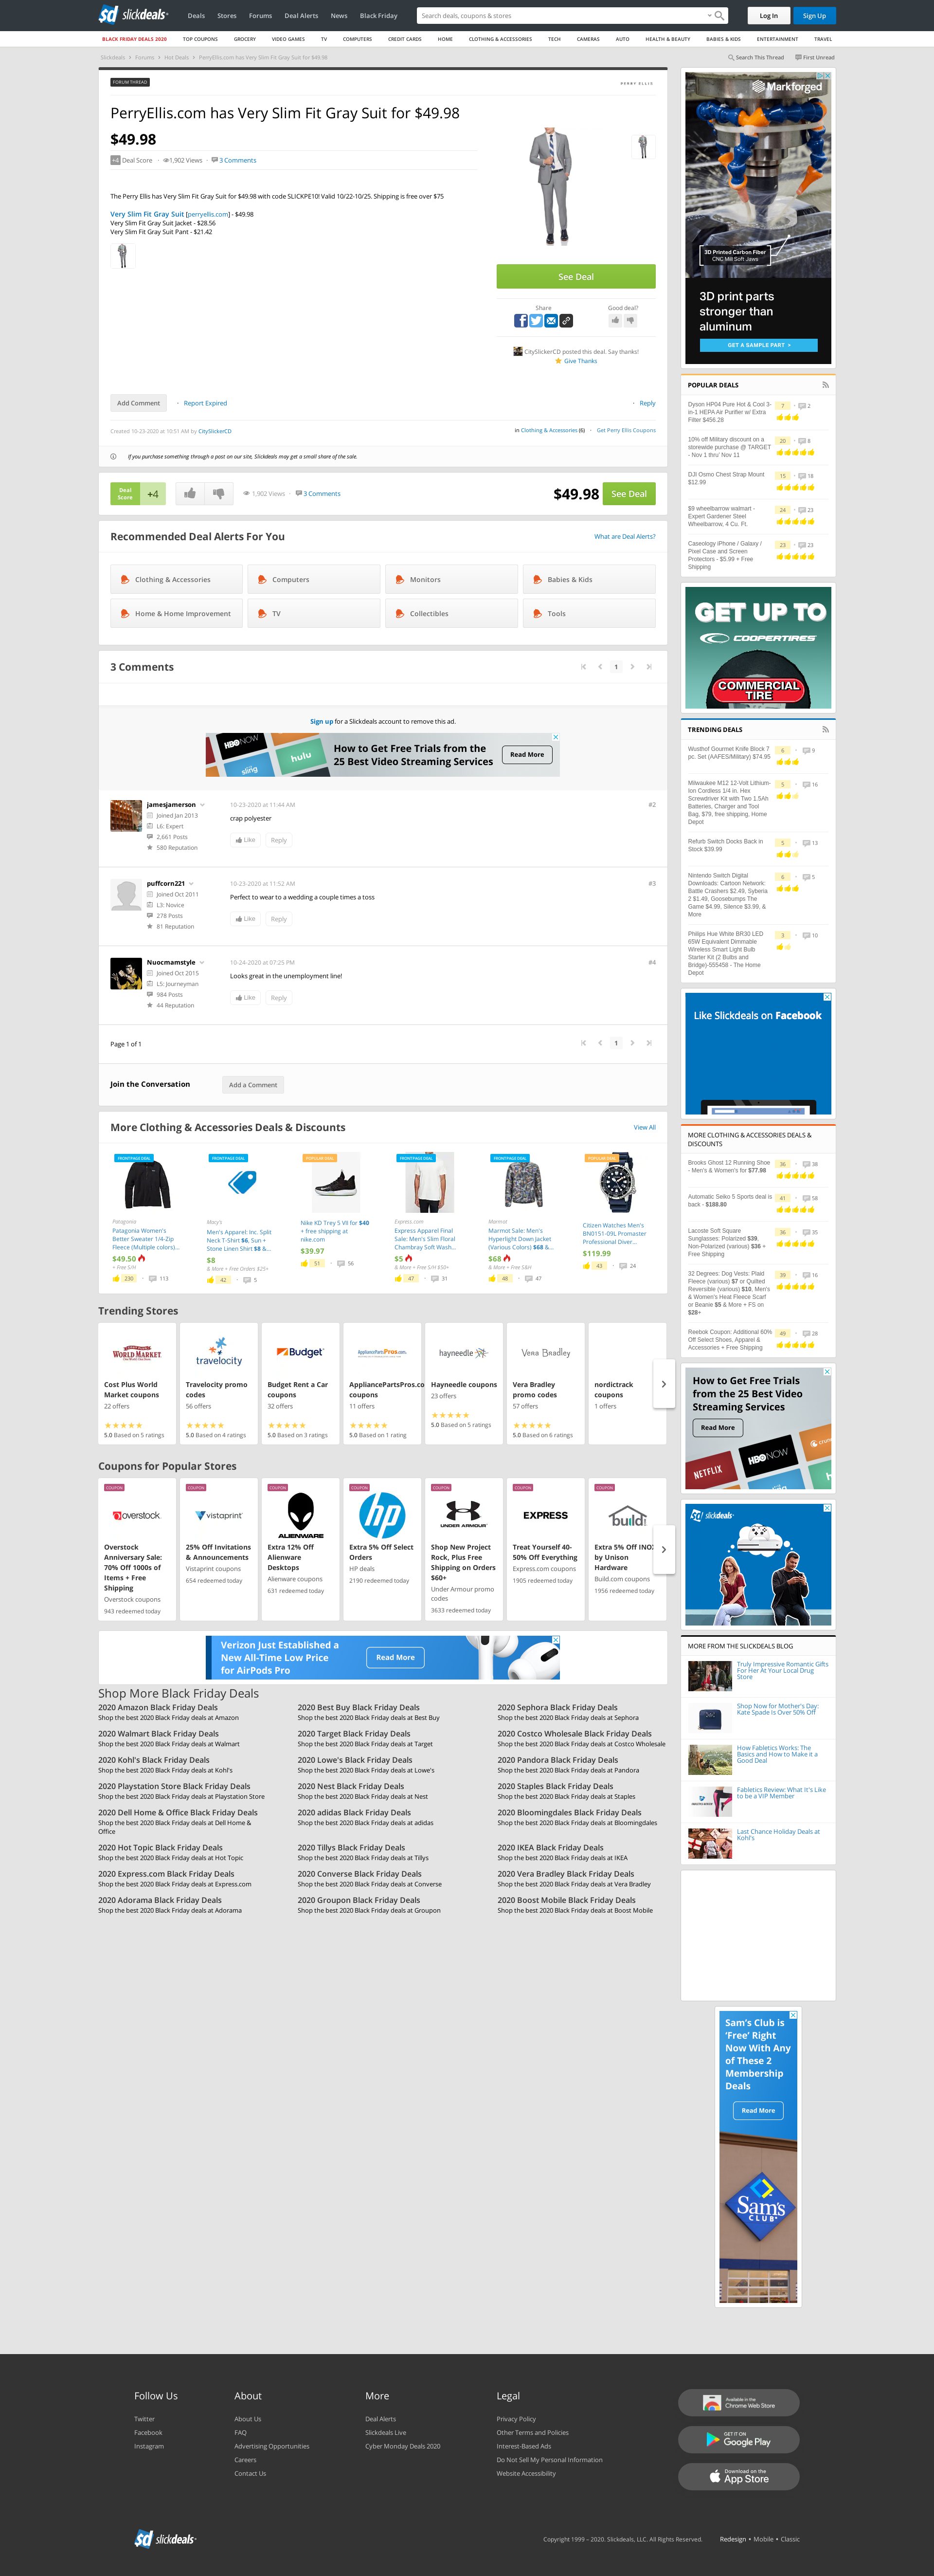 slickdeals
Deals Stores Forums Deal Alerts News Black Friday
Search deals, coupons & stores
Log In Sign Up
BLACK FRIDAY DEALS 2020 TOP COUPONS GROCERY VIDEO GAMES TV COMPUTERS CREDIT CARDS HOME CLOTHING & ACCESSORIES TECH CAMERAS AUTO HEALTH & BEAUTY BABIES & KIDS ENTERTAINMENT TRAVEL
Slickdeals > Forums > Hot Deals > PerryEllis.com has Very Slim Fit Gray Suit for $49.98
Search This Thread First Unread
FORUM THREAD
PERRY ELLIS
PerryEllis.com has Very Slim Fit Gray Suit for $49.98
$49.98
+4 Deal Score 1,902 Views 3 Comments
The Perry Ellis has Very Slim Fit Gray Suit for $49.98 with code SLICKPE10! Valid 10/22-10/25. Shipping is free over $75
Very Slim Fit Gray Suit [perryellis.com] - $49.98
Very Slim Fit Gray Suit Jacket - $28.56
Very Slim Fit Gray Suit Pant - $21.42
See Deal
Share Good deal?
CitySlickerCD posted this deal. Say thanks!
Give Thanks
Add Comment Report Expired Reply
Created 10-23-2020 at 10:51 AM by CitySlickerCD
in Clothing & Accessories (6) Get Perry Ellis Coupons
If you purchase something through a post on our site, Slickdeals may get a small share of the sale.
Deal Score +4 1,902 Views 3 Comments $49.98 See Deal
Recommended Deal Alerts For You
What are Deal Alerts?
Clothing & Accessories Computers Monitors Babies & Kids
Home & Home Improvement TV Collectibles Tools
3 Comments
1
Sign up for a Slickdeals account to remove this ad.
HBO NOW sling hulu
How to Get Free Trials from the
25 Best Video Streaming Services
Read More
jamesjamerson
Joined Jan 2013
L6: Expert
2,661 Posts
580 Reputation
10-23-2020 at 11:44 AM #2
crap polyester
Like Reply
puffcorn221
Joined Oct 2011
L3: Novice
278 Posts
81 Reputation
10-23-2020 at 11:52 AM #3
Perfect to wear to a wedding a couple times a toss
Like Reply
Nuocmamstyle
Joined Oct 2015
L5: Journeyman
984 Posts
44 Reputation
10-24-2020 at 07:25 PM #4
Looks great in the unemployment line!
Like Reply
Page 1 of 1
1
Join the Conversation Add a Comment
More Clothing & Accessories Deals & Discounts
View All
FRONTPAGE DEAL
Patagonia
Patagonia Women's
Better Sweater 1/4-Zip
Fleece (Multiple colors)...
$49.50
+ Free S/H
230 113
FRONTPAGE DEAL
Macy's
Men's Apparel: Inc. Split
Neck T-Shirt $6, Sun +
Stone Linen Shirt $8 &...
$8
& More + Free Orders $25+
42 5
POPULAR DEAL
Nike KD Trey 5 VII for $40
+ free shipping at
nike.com
$39.97
51 56
FRONTPAGE DEAL
Express.com
Express Apparel Final
Sale: Men's Slim Floral
Chambray Soft Wash...
$5
& More + Free S/H $50+
47 31
FRONTPAGE DEAL
Marmot
Marmot Sale: Men's
Hyperlight Down Jacket
(Various Colors) $68 &...
$68
& More + Free S&H
48 47
POPULAR DEAL
Citizen Watches Men's
BN0151-09L Promaster
Professional Diver...
$119.99
43 24
Trending Stores
WORLD MARKET
Cost Plus World
Market coupons
22 offers
5.0 Based on 5 ratings
travelocity
Travelocity promo
codes
56 offers
5.0 Based on 4 ratings
Budget
Budget Rent a Car
coupons
32 offers
5.0 Based on 3 ratings
AppliancePartsPros.com
AppliancePartsPros.co
coupons
11 offers
5.0 Based on 1 rating
hayneedle
Hayneedle coupons
23 offers
5.0 Based on 5 ratings
Vera Bradley
Vera Bradley
promo codes
57 offers
5.0 Based on 6 ratings
nordictrack
coupons
1 offers
Coupons for Popular Stores
COUPON
overstock
Overstock
Anniversary Sale:
70% Off 1000s of
Items + Free
Shipping
Overstock coupons
943 redeemed today
COUPON
vistaprint
25% Off Invitations
& Announcements
Vistaprint coupons
654 redeemed today
COUPON
ALIENWARE
Extra 12% Off
Alienware
Desktops
Alienware coupons
631 redeemed today
COUPON
hp
Extra 5% Off Select
Orders
HP deals
2190 redeemed today
COUPON
UNDER ARMOUR
Shop New Project
Rock, Plus Free
Shipping on Orders
$60+
Under Armour promo
codes
3633 redeemed today
COUPON
EXPRESS
Treat Yourself 40-
50% Off Everything
Express.com coupons
1905 redeemed today
COUPON
build
Extra 5% Off INOX
by Unison
Hardware
Build.com coupons
1956 redeemed today
Verizon Just Established a
New All-Time Low Price
for AirPods Pro
Read More
Shop More Black Friday Deals
2020 Amazon Black Friday Deals
Shop the best 2020 Black Friday deals at Amazon
2020 Best Buy Black Friday Deals
Shop the best 2020 Black Friday deals at Best Buy
2020 Sephora Black Friday Deals
Shop the best 2020 Black Friday deals at Sephora
2020 Walmart Black Friday Deals
Shop the best 2020 Black Friday deals at Walmart
2020 Target Black Friday Deals
Shop the best 2020 Black Friday deals at Target
2020 Costco Wholesale Black Friday Deals
Shop the best 2020 Black Friday deals at Costco Wholesale
2020 Kohl's Black Friday Deals
Shop the best 2020 Black Friday deals at Kohl's
2020 Lowe's Black Friday Deals
Shop the best 2020 Black Friday deals at Lowe's
2020 Pandora Black Friday Deals
Shop the best 2020 Black Friday deals at Pandora
2020 Playstation Store Black Friday Deals
Shop the best 2020 Black Friday deals at Playstation Store
2020 Nest Black Friday Deals
Shop the best 2020 Black Friday deals at Nest
2020 Staples Black Friday Deals
Shop the best 2020 Black Friday deals at Staples
2020 Dell Home & Office Black Friday Deals
Shop the best 2020 Black Friday deals at Dell Home &
Office
2020 adidas Black Friday Deals
Shop the best 2020 Black Friday deals at adidas
2020 Bloomingdales Black Friday Deals
Shop the best 2020 Black Friday deals at Bloomingdales
2020 Hot Topic Black Friday Deals
Shop the best 2020 Black Friday deals at Hot Topic
2020 Tillys Black Friday Deals
Shop the best 2020 Black Friday deals at Tillys
2020 IKEA Black Friday Deals
Shop the best 2020 Black Friday deals at IKEA
2020 Express.com Black Friday Deals
Shop the best 2020 Black Friday deals at Express.com
2020 Converse Black Friday Deals
Shop the best 2020 Black Friday deals at Converse
2020 Vera Bradley Black Friday Deals
Shop the best 2020 Black Friday deals at Vera Bradley
2020 Adorama Black Friday Deals
Shop the best 2020 Black Friday deals at Adorama
2020 Groupon Black Friday Deals
Shop the best 2020 Black Friday deals at Groupon
2020 Boost Mobile Black Friday Deals
Shop the best 2020 Black Friday deals at Boost Mobile
Markforged
3D Printed Carbon Fiber
CNC Mill Soft Jaws
3D print parts
stronger than
aluminum
GET A SAMPLE PART >
POPULAR DEALS
Dyson HP04 Pure Hot & Cool 3-
in-1 HEPA Air Purifier w/ Extra
Filter $456.28
7 2
10% off Military discount on a
storewide purchase @ TARGET
- Nov 1 thru' Nov 11
20 8
DJI Osmo Chest Strap Mount
$12.99
15 18
$9 wheelbarrow walmart -
Expert Gardener Steel
Wheelbarrow, 4 Cu. Ft.
24 23
Caseology iPhone / Galaxy /
Pixel Case and Screen
Protectors - $5.99 + Free
Shipping
23 23
GET UP TO
COOPERTIRES
COMMERCIAL
TIRE
TRENDING DEALS
Wusthof Gourmet Knife Block 7
pc. Set (AAFES/Military) $74.95
6 9
Milwaukee M12 12-Volt Lithium-
Ion Cordless 1/4 in. Hex
Screwdriver Kit with Two 1.5Ah
Batteries, Charger and Tool
Bag, $79, free shipping, Home
Depot
5 16
Refurb Switch Docks Back in
Stock $39.99
5 13
Nintendo Switch Digital
Downloads: Cartoon Network:
Battle Crashers $2.49, Syberia
2 $1.49, Goosebumps The
Game $4.99, Silence $3.99, &
More
6 5
Philips Hue White BR30 LED
65W Equivalent Dimmable
Wireless Smart Light Bulb
Starter Kit (2 Bulbs and
Bridge)-555458 - The Home
Depot
3 10
Like Slickdeals on Facebook
MORE CLOTHING & ACCESSORIES DEALS &
DISCOUNTS
Brooks Ghost 12 Running Shoe
- Men's & Women's for $77.98
36 38
Automatic Seiko 5 Sports deal is
back - $188.80
41 58
Lacoste Soft Square
Sunglasses: Polarized $39,
Non-Polarized (various) $36 +
Free Shipping
36 35
32 Degrees: Dog Vests: Plaid
Fleece (various) $7 or Quilted
Reversible (various) $10, Men's
& Women's Heat Fleece Scarf
or Beanie $5 & More + FS on
$28+
39 16
Reebok Coupon: Additional 60%
Off Select Shoes, Apparel &
Accessories + Free Shipping
49 28
How to Get Free Trials
from the 25 Best Video
Streaming Services
Read More
NETFLIX HBO NOW crunchyroll
slickdeals
MORE FROM THE SLICKDEALS BLOG
Truly Impressive Romantic Gifts
For Her At Your Local Drug
Store
Shop Now for Mother's Day:
Kate Spade Is Over 50% Off
How Fabletics Works: The
Basics and How to Make it a
Good Deal
Fabletics Review: What It's Like
to be a VIP Member
Last Chance Holiday Deals at
Kohl's
Sam's Club is
'Free' Right
Now With Any
of These 2
Membership
Deals
Read More
Sam's
CLUB
Follow Us
Twitter
Facebook
Instagram
About
About Us
FAQ
Advertising Opportunities
Careers
Contact Us
More
Deal Alerts
Slickdeals Live
Cyber Monday Deals 2020
Legal
Privacy Policy
Other Terms and Policies
Interest-Based Ads
Do Not Sell My Personal Information
Website Accessibility
Available in the
Chrome Web Store
GET IT ON
Google Play
Download on the
App Store
slickdeals
Copyright 1999 - 2020. Slickdeals, LLC. All Rights Reserved. Redesign • Mobile • Classic